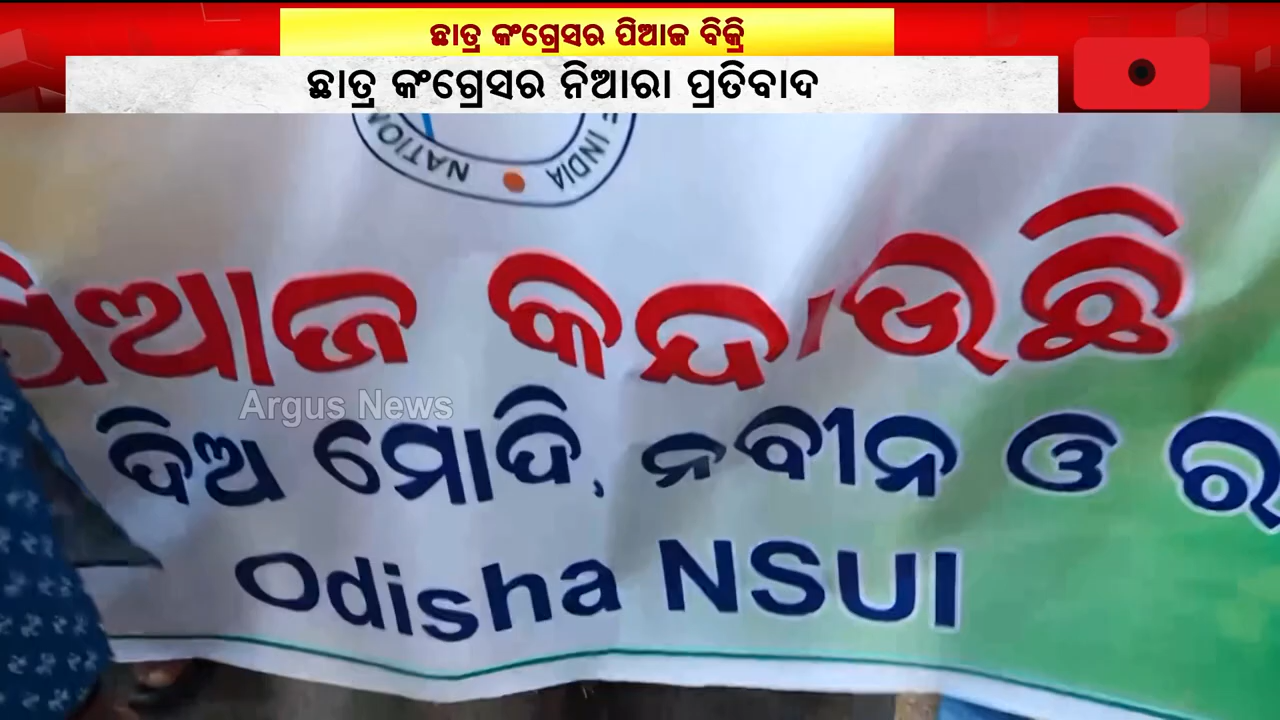 ଛାତ୍ର କଂଗ୍ରେସର ପିଆଜ ବିକ୍ରି
ଛାତ୍ର କଂଗ୍ରେସର ନିଆରା ପ୍ରତିବାଦ
NATION INDIA
ପିଆଜ କନ୍ଦାଉଛି
Argus News
ଦିଅ ମୋଦି, ନବୀନ ଓ ର
Odisha NSUI